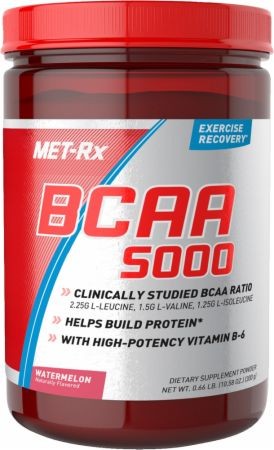 EXERCISE
RECOVERY*
MET-Rx
BCAA
5000
CLINICALLY STUDIED BCAA RATIO
2.25G L-LEUCINE, 1.5G L-VALINE, 1.25G L-ISOLEUCINE
HELPS BUILD PROTEIN*
WITH HIGH-POTENCY VITAMIN B-6
WATERMELON
Naturally Flavored
DIETARY SUPPLEMENT POWDER
NET WT. 0.66 LB. (10.58 OZ.) (300 g)